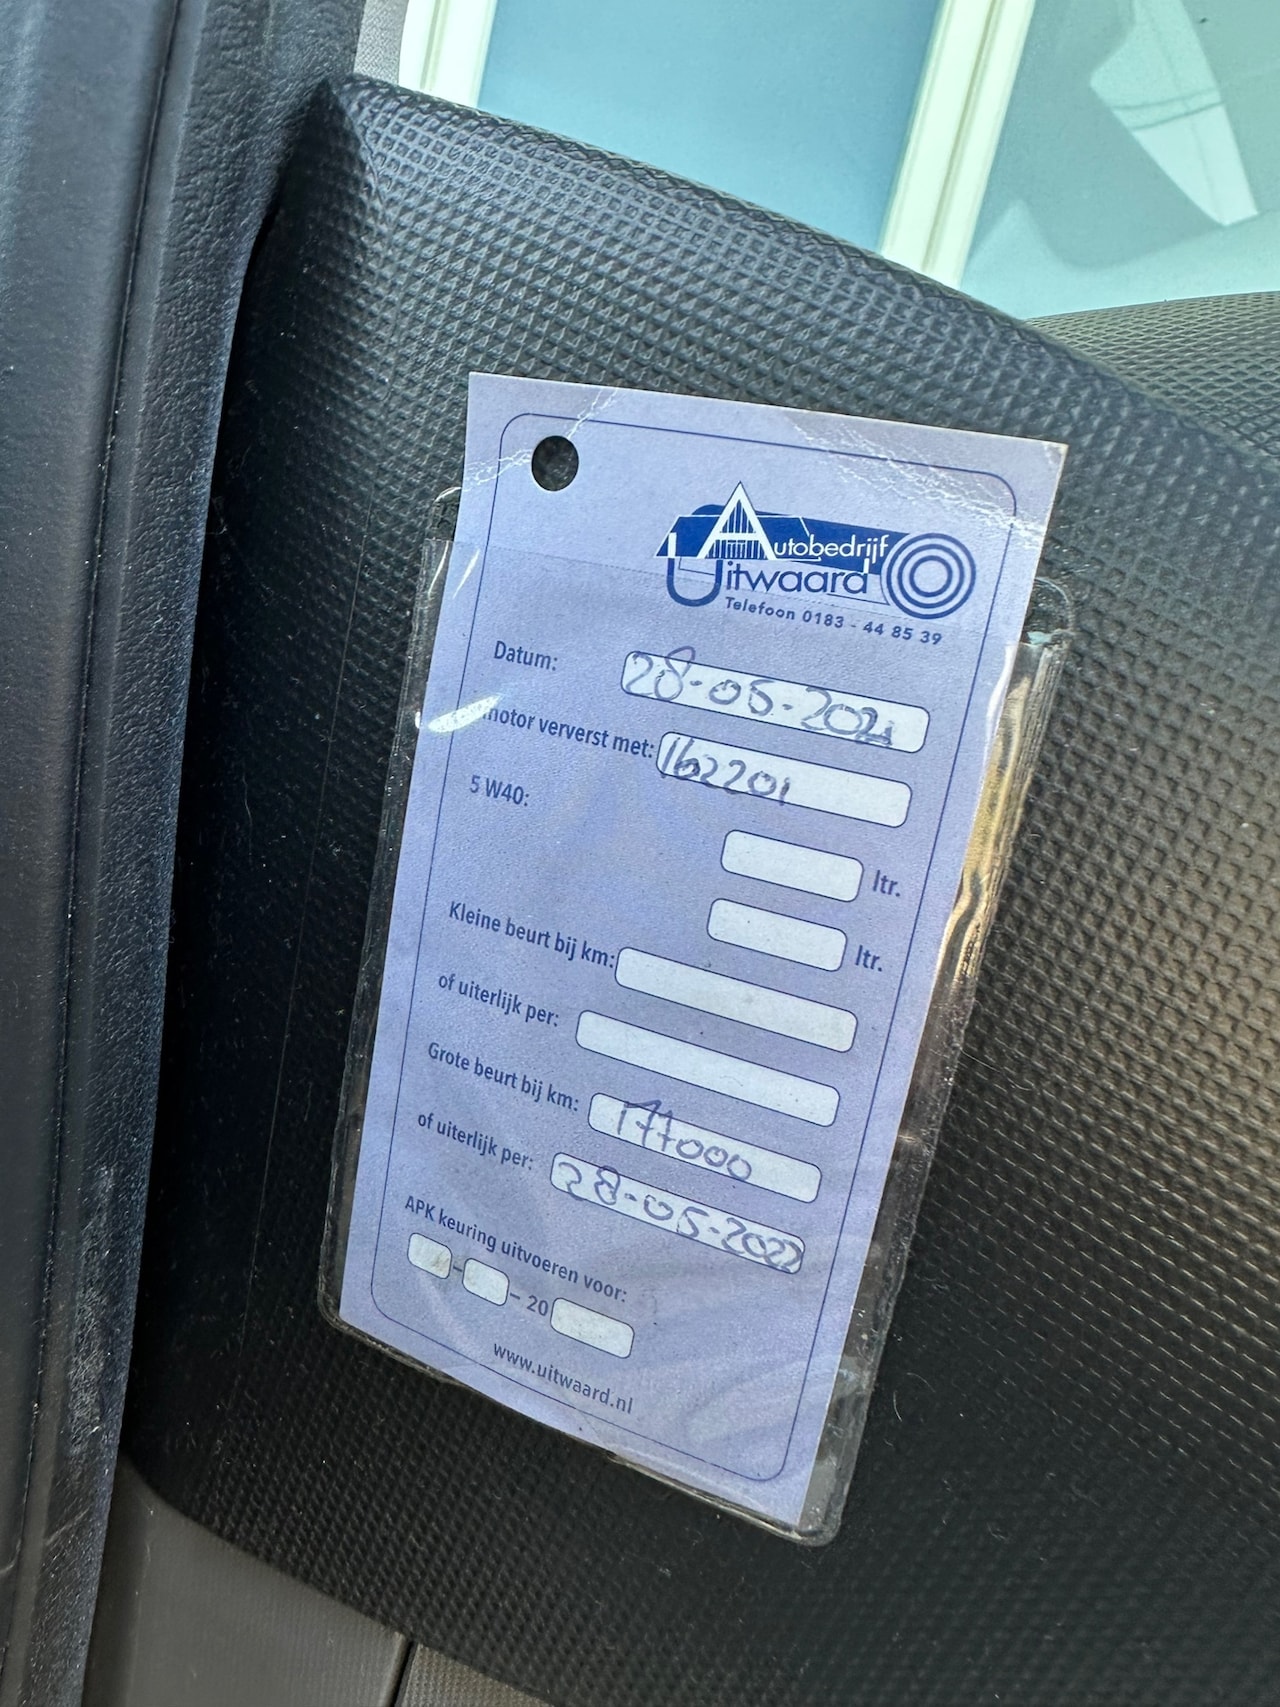 Autobedrijf
Uitwaard
Telefoon 0183 - 44 85 39
Datum: 28-05-2021
motor ververst met: 162201
5 W40:
ltr.
ltr.
Kleine beurt bij km:
of uiterlijk per:
Grote beurt bij km: 177000
of uiterlijk per: 28-05-2022
APK keuring uitvoeren voor:
- - 20
www.uitwaard.nl